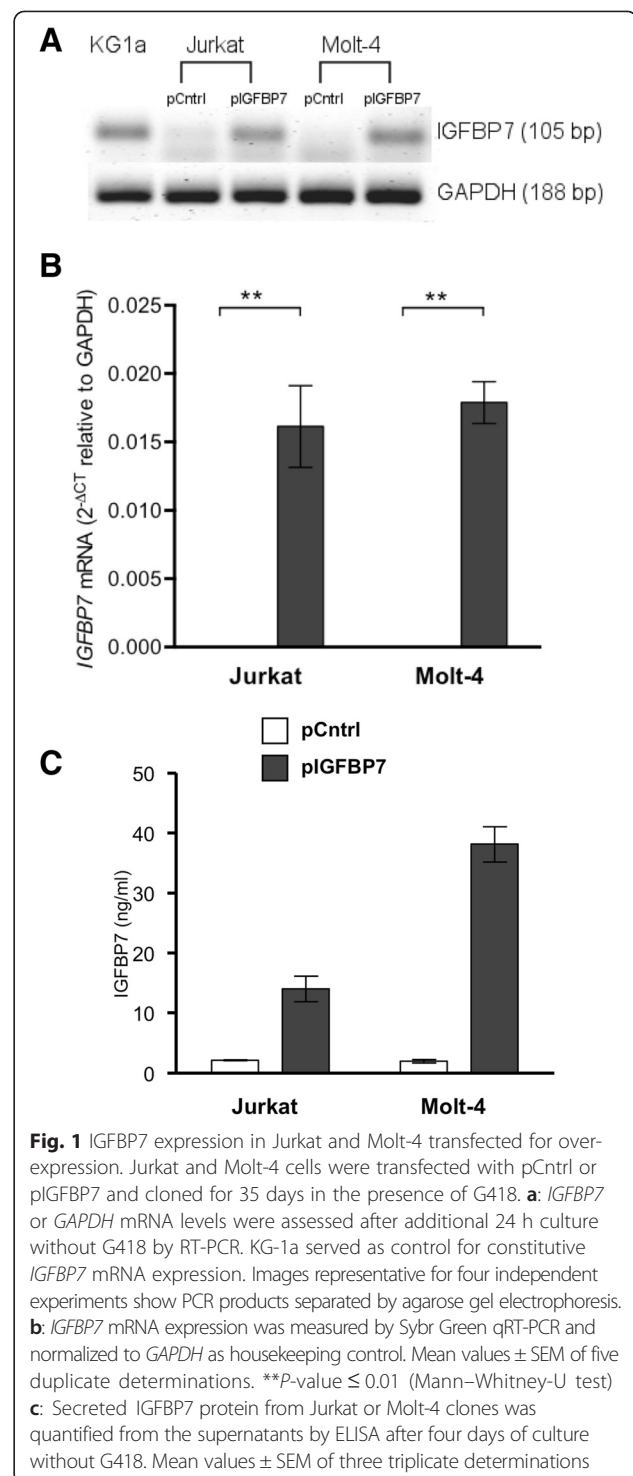 A
KG1a Jurkat Molt-4
pCntrl pIGFBP7 pCntrl pIGFBP7
IGFBP7 (105 bp)
GAPDH (188 bp)
B
IGFBP7 mRNA (2-ΔCT relative to GAPDH)
0.025
0.020
0.015
0.010
0.005
0.000
** **
Jurkat Molt-4
pCntrl
pIGFBP7
C
IGFBP7 (ng/ml)
50
40
30
20
10
0
Jurkat Molt-4
Fig. 1 IGFBP7 expression in Jurkat and Molt-4 transfected for over-
expression. Jurkat and Molt-4 cells were transfected with pCntrl or
pIGFBP7 and cloned for 35 days in the presence of G418. a: IGFBP7
or GAPDH mRNA levels were assessed after additional 24 h culture
without G418 by RT-PCR. KG-1a served as control for constitutive
IGFBP7 mRNA expression. Images representative for four independent
experiments show PCR products separated by agarose gel electrophoresis.
b: IGFBP7 mRNA expression was measured by Sybr Green qRT-PCR and
normalized to GAPDH as housekeeping control. Mean values ± SEM of five
duplicate determinations. **P-value ≤ 0.01 (Mann–Whitney-U test)
c: Secreted IGFBP7 protein from Jurkat or Molt-4 clones was
quantified from the supernatants by ELISA after four days of culture
without G418. Mean values ± SEM of three triplicate determinations